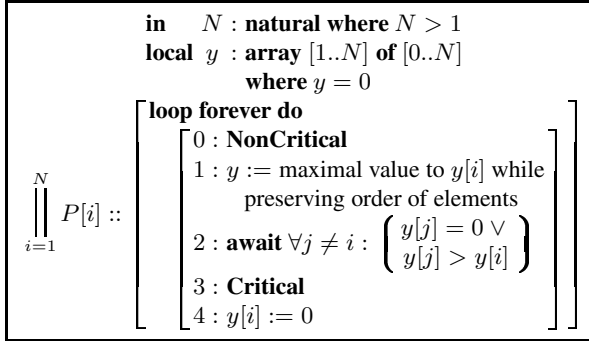 in N : natural where N > 1
local y : array [1..N] of [0..N]
where y = 0
loop forever do
0 : NonCritical
1 : y := maximal value to y[i] while
preserving order of elements
N
|| P[i] ::
i=1
2 : await ∀j ≠ i : ( y[j] = 0 ∨
y[j] > y[i] )
3 : Critical
4 : y[i] := 0